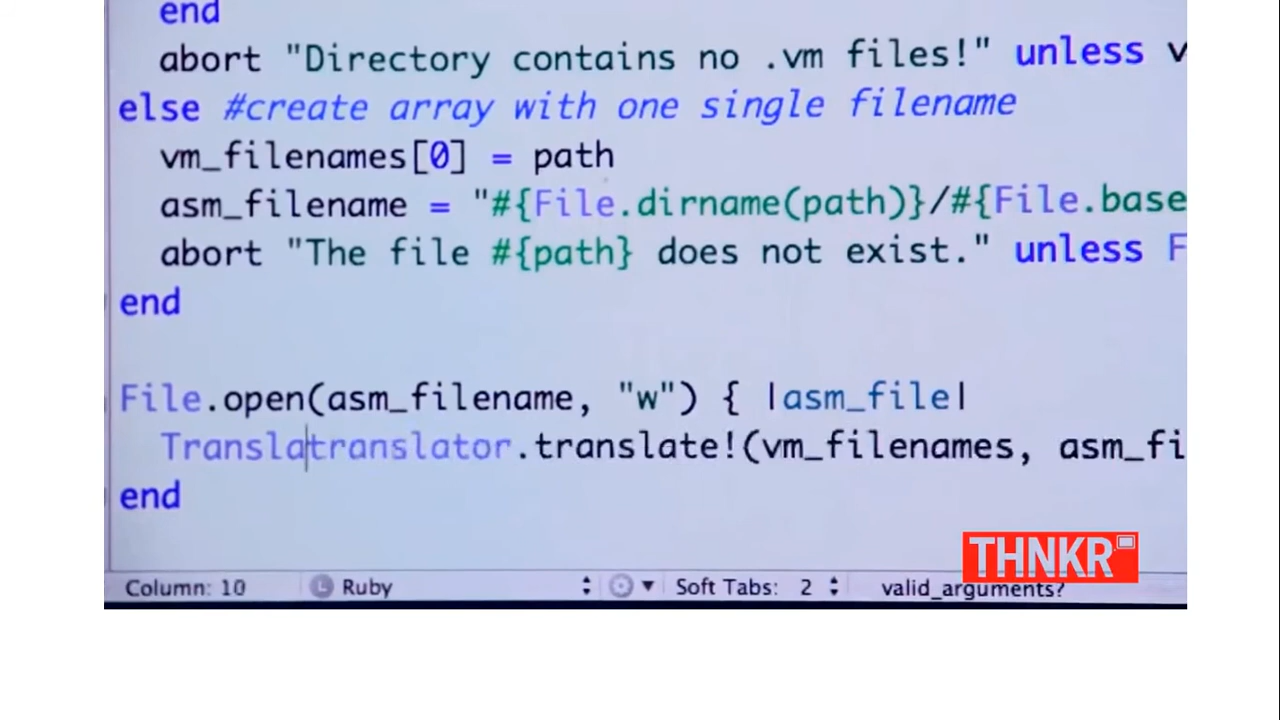 end
abort "Directory contains no .vm files!" unless v
else #create array with one single filename
vm_filenames[0] = path
asm_filename = "#{File.dirname(path)}/#{File.base
abort "The file #{path} does not exist." unless F
end
File.open(asm_filename, "w") { |asm_file|
Translatranslator.translate!(vm_filenames, asm_fi
end
THNKR
Column: 10 L Ruby Soft Tabs: 2 valid_arguments?